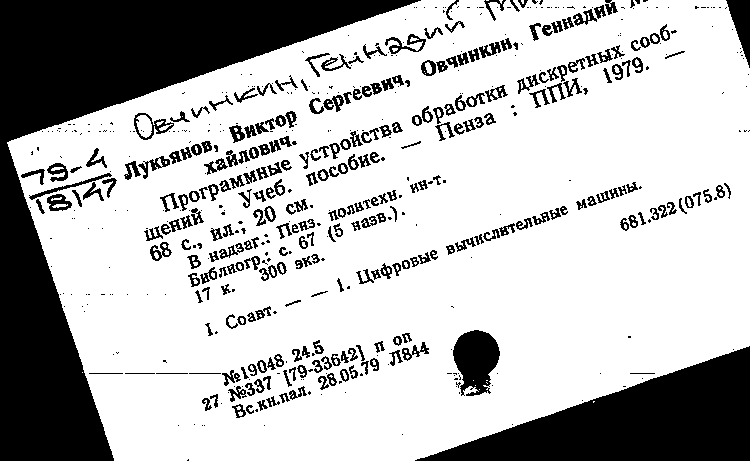 Овчинкин, Геннадий
79-4
18147
Лукьянов, Виктор Сергеевич, Овчинкин, Геннадий
хайлович.
Программные устройства обработки дискретных сооб-
щений : Учеб. пособие. — Пенза : ППИ, 1979. —
68 с., ил.; 20 см.
В надзаг.: Пенз. политехн. ин-т.
Библиогр.: с. 67 (5 назв.).
17 к. 300 экз.
I. Соавт. — — 1. Цифровые вычислительные машины.
681.322(075.8)
№19048 24.5
27 №337 [79-33642] п оп
Вс.кн.пал. 28.05.79 Л844